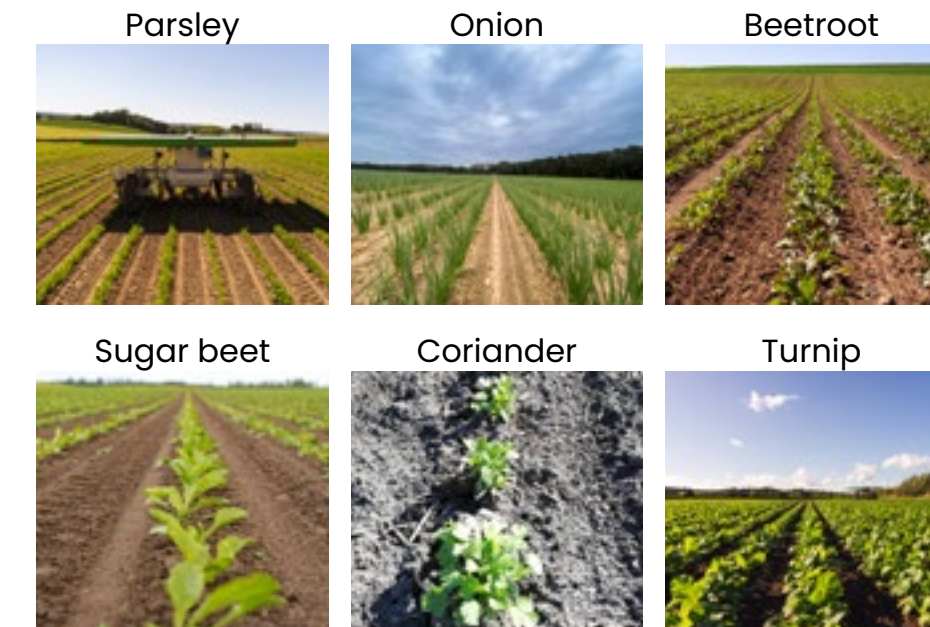 Parsley
Onion
Beetroot
Sugar beet
Coriander
Turnip